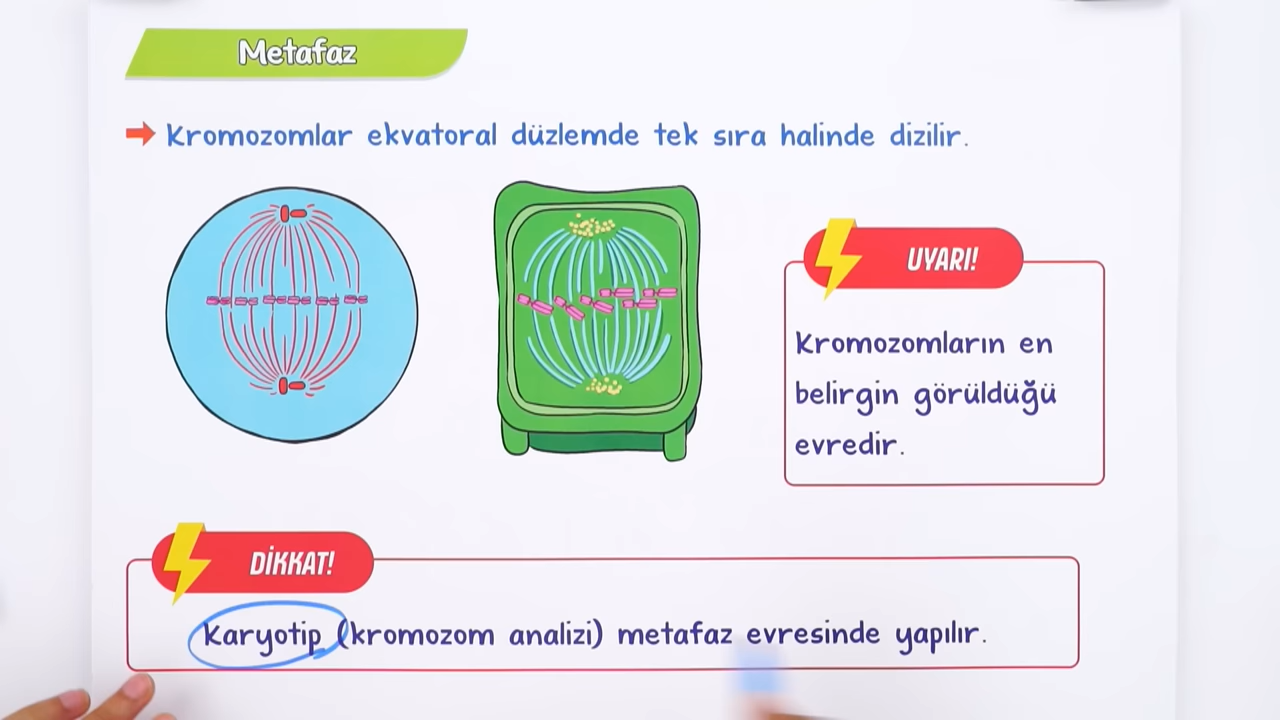 Metafaz
Kromozomlar ekvatoral düzlemde tek sıra halinde dizilir.
UYARI!
Kromozomların en
belirgin görüldüğü
evredir.
DİKKAT!
Karyotip (kromozom analizi) metafaz evresinde yapılır.